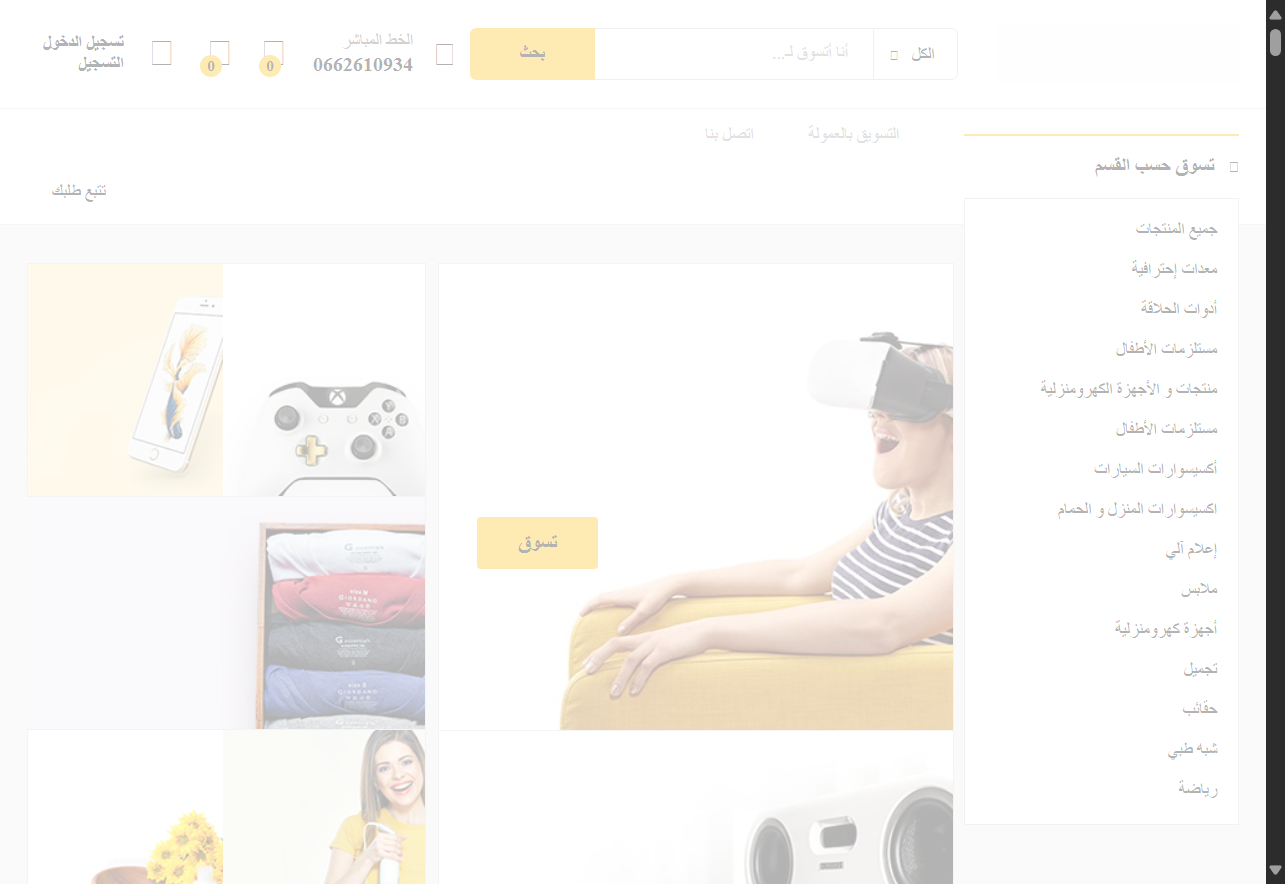 الكل
أنا أتسوق لـ...
بحث
الخط المباشر
0662610934
0
0
تسجيل الدخول
التسجيل
تسوق حسب القسم
التسويق بالعمولة
اتصل بنا
تتبع طلبك
جميع المنتجات
معدات إحترافية
أدوات الحلاقة
مستلزمات الأطفال
منتجات و الأجهزة الكهرومنزلية
مستلزمات الأطفال
أكسيسوارات السيارات
اكسيسوارات المنزل و الحمام
إعلام آلي
ملابس
أجهزة كهرومنزلية
تجميل
حقائب
شبه طبي
رياضة
تسوق
X
Y
B
A
GIORDANO